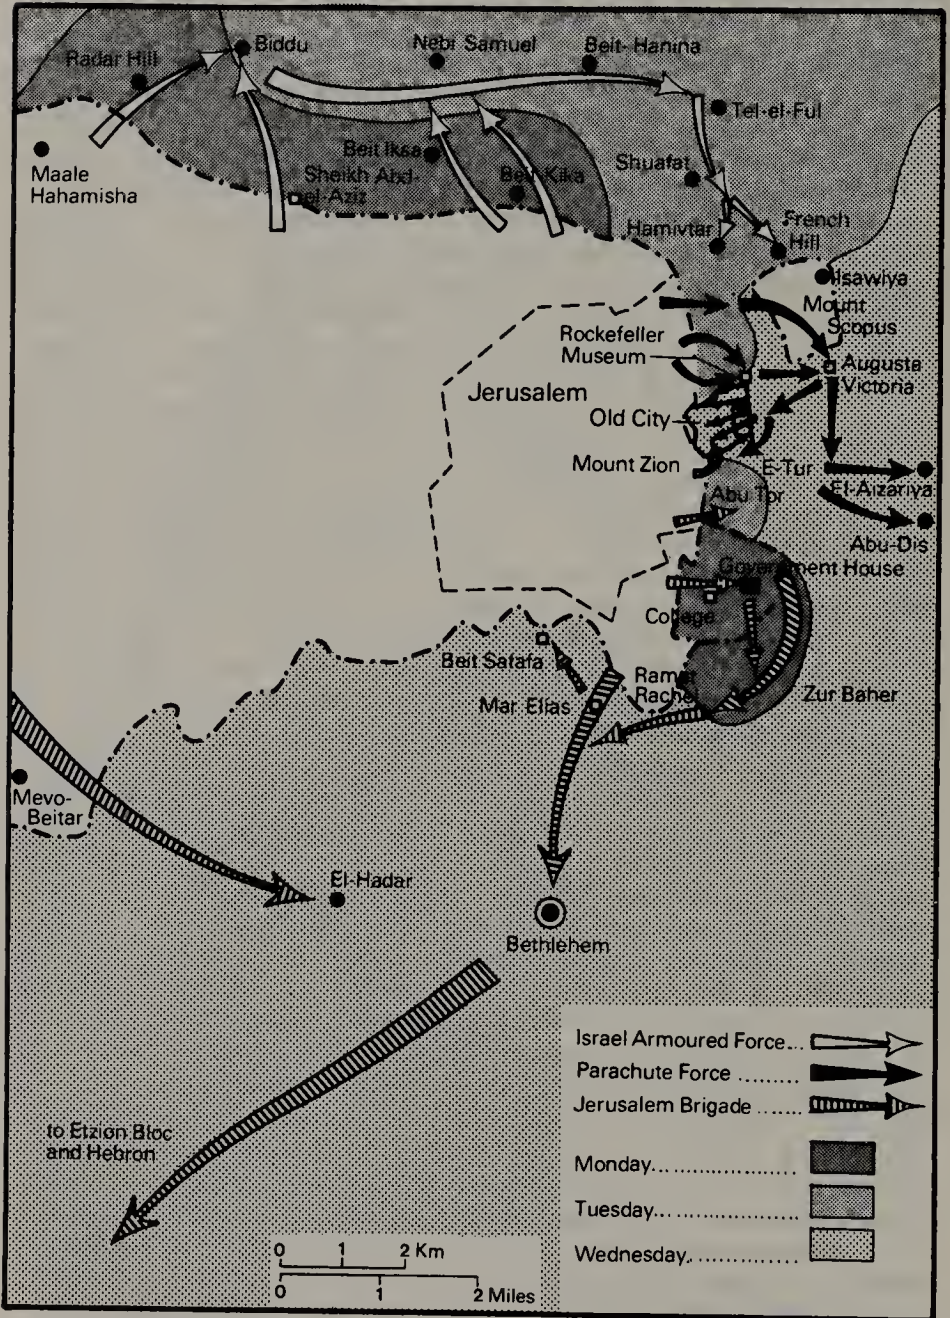 Biddu
Nebi Samuel
Beit-Hanina
Radar Hill
Tel-el-Ful
Maale
Hahamisha
Beit Iksa
Sheikh Abd-
el-Aziz
Beit Kika
Shuafat
Hamivtar
French
Hill
Isawiya
Mount
Scopus
Rockefeller
Museum
Augusta
Victoria
Jerusalem
Old City
Mount Zion
E-Tur
El-Aizariya
Abu Tor
Abu-Dis
Government House
College
Beit Safafa
Ramat
Rachel
Mar Elias
Zur Baher
Mevo-
Beitar
El-Hadar
Bethlehem
to Etzion Bloc
and Hebron
Israel Armoured Force...
Parachute Force ........
Jerusalem Brigade .......
Monday..................
Tuesday..................
Wednesday...............
0 1 2 Km
0 1 2 Miles